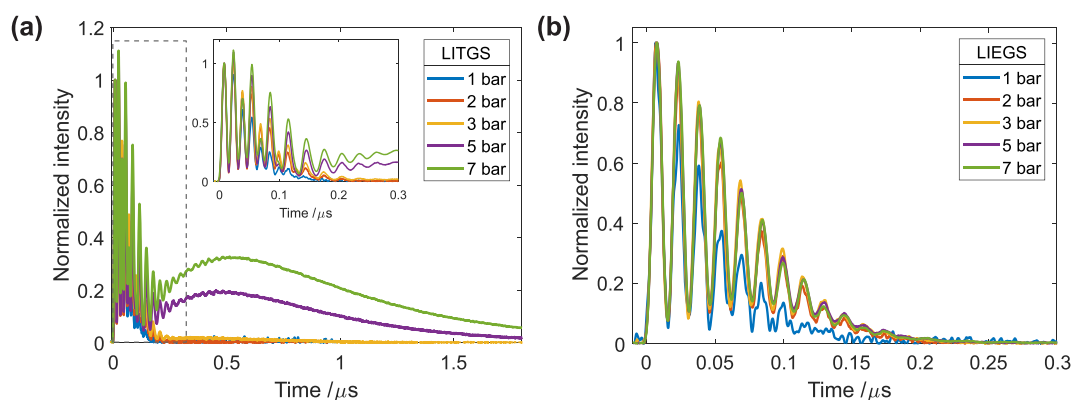 (a)
Normalized intensity
1.2
1
0.8
0.6
0.4
0.2
0
0
0.5
1
1.5
Time /μs
1
0.5
0
0
0.1
0.2
0.3
Time /μs
LITGS
1 bar
2 bar
3 bar
5 bar
7 bar
(b)
Normalized intensity
1
0.8
0.6
0.4
0.2
0
0
0.05
0.1
0.15
0.2
0.25
0.3
Time /μs
LIEGS
1 bar
2 bar
3 bar
5 bar
7 bar